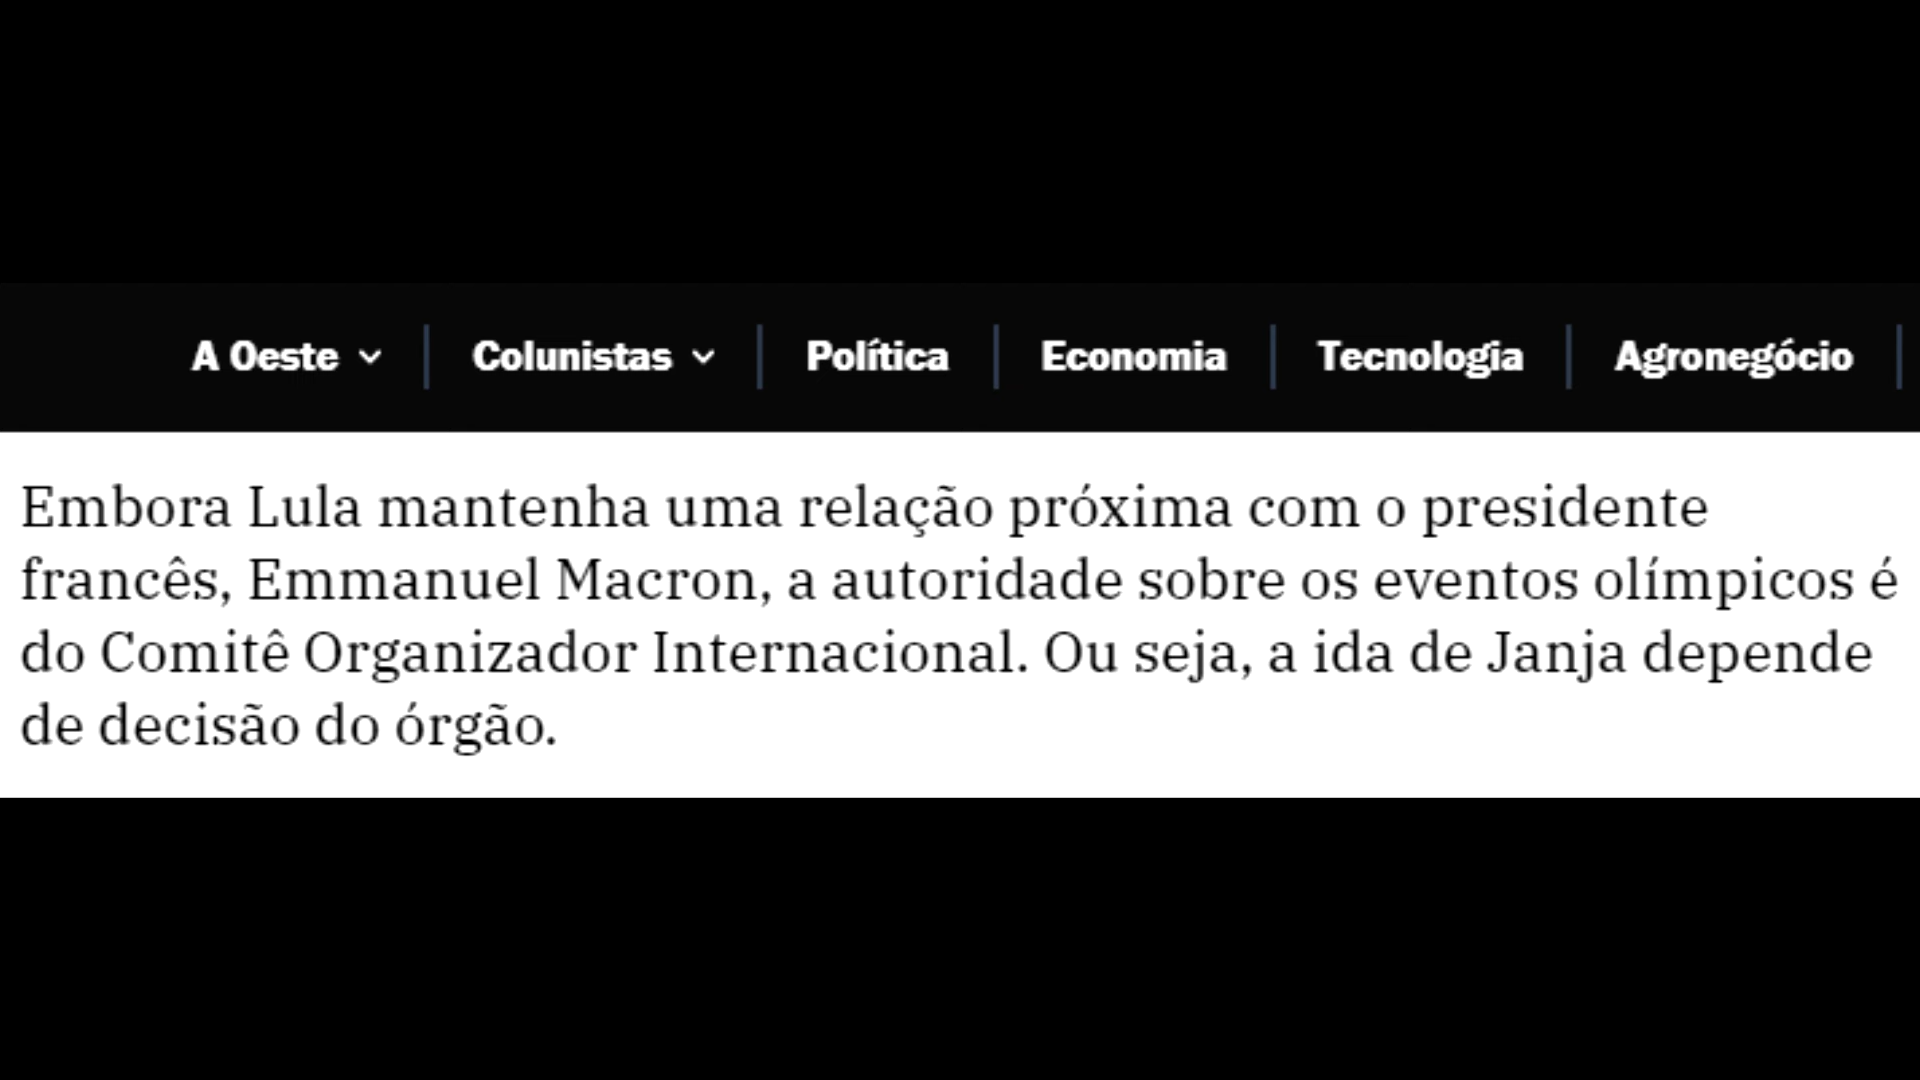 A Oeste Colunistas Política Economia Tecnologia Agronegócio
Embora Lula mantenha uma relação próxima com o presidente
francês, Emmanuel Macron, a autoridade sobre os eventos olímpicos é
do Comitê Organizador Internacional. Ou seja, a ida de Janja depende
de decisão do órgão.